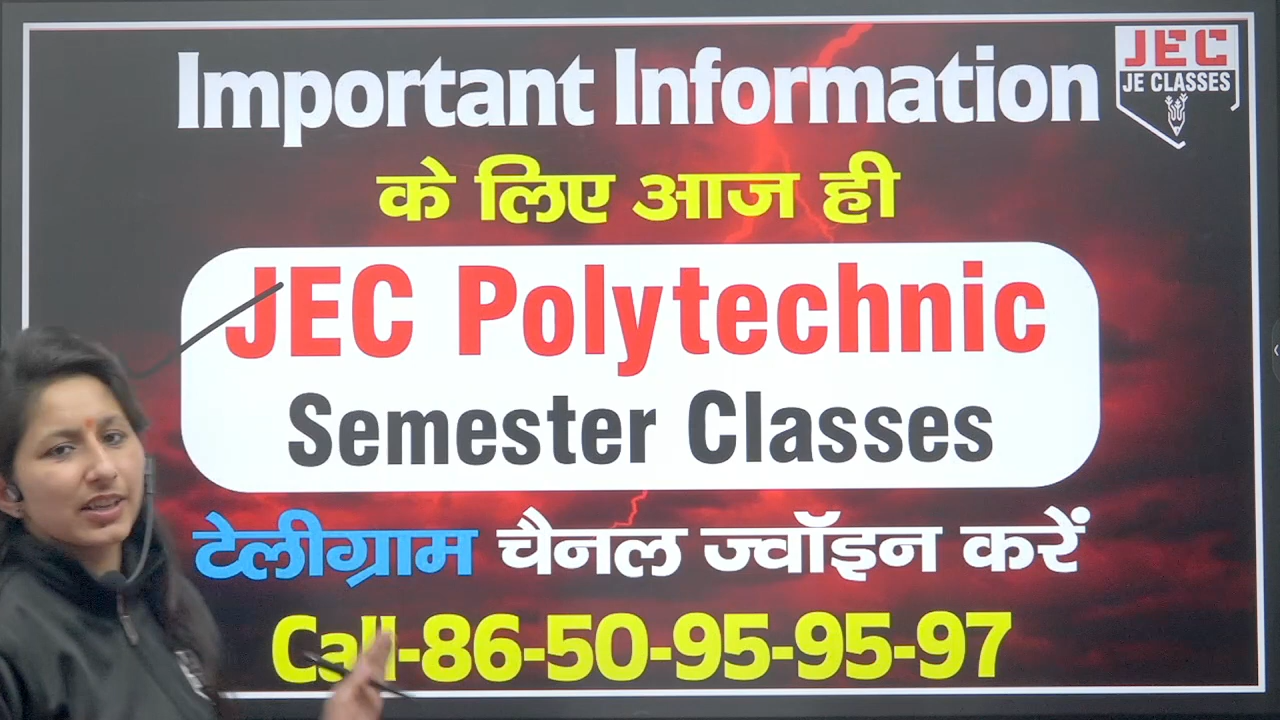 Important Information
JEC
JE CLASSES
के लिए आज ही
JEC Polytechnic
Semester Classes
टेलीग्राम चैनल ज्वॉइन करें
Call-86-50-95-95-97